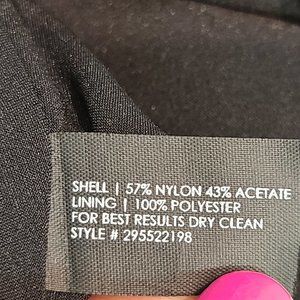 SHELL | 57% NYLON 43% ACETATE
LINING | 100% POLYESTER
FOR BEST RESULTS DRY CLEAN
STYLE # 295522198